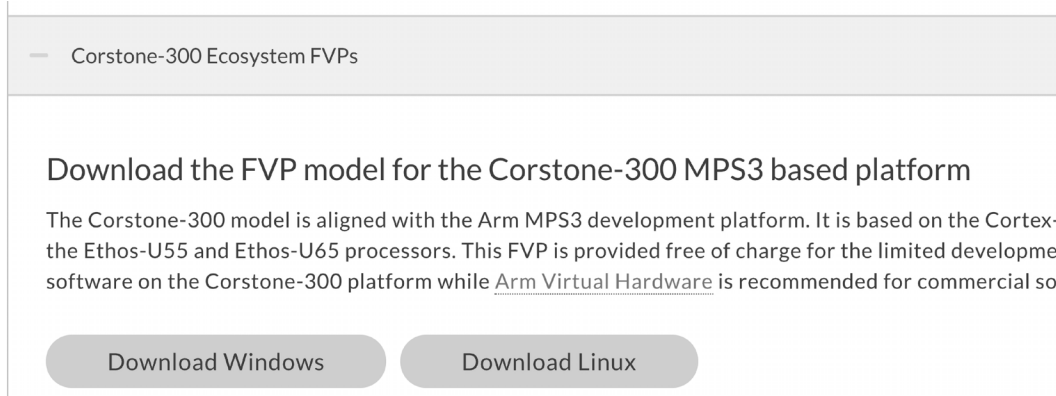 Corstone-300 Ecosystem FVPs
Download the FVP model for the Corstone-300 MPS3 based platform
The Corstone-300 model is aligned with the Arm MPS3 development platform. It is based on the Cortex-
the Ethos-U55 and Ethos-U65 processors. This FVP is provided free of charge for the limited developme
software on the Corstone-300 platform while Arm Virtual Hardware is recommended for commercial so
Download Windows
Download Linux